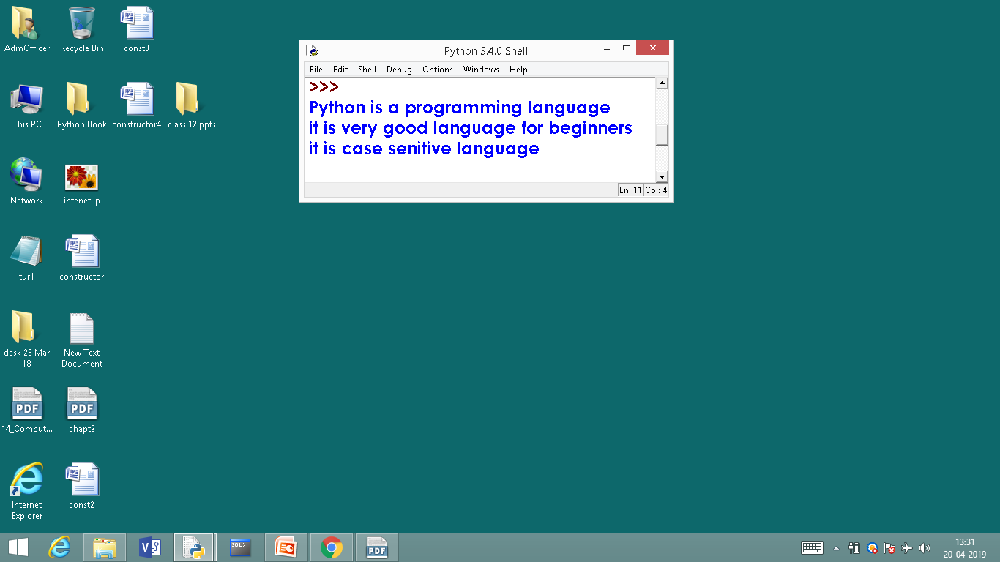 AdmOfficer
Recycle Bin
const3
This PC
Python Book
constructor4
class 12 ppts
Network
intenet ip
tur1
constructor
desk 23 Mar
18
New Text
Document
PDF
14_Comput...
PDF
chapt2
Internet
Explorer
const2
Python 3.4.0 Shell
File Edit Shell Debug Options Windows Help
>>>
Python is a programming language
it is very good language for beginners
it is case senitive language
Ln: 11 Col: 4
SQL>
PDF
13:31
20-04-2019